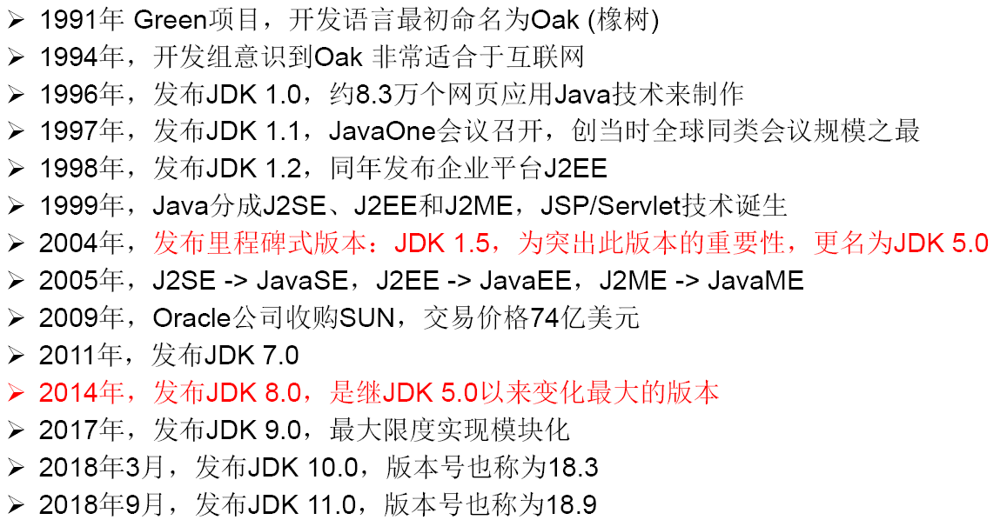 ➢ 1991年 Green项目，开发语言最初命名为Oak (橡树)
➢ 1994年，开发组意识到Oak 非常适合于互联网
➢ 1996年，发布JDK 1.0，约8.3万个网页应用Java技术来制作
➢ 1997年，发布JDK 1.1，JavaOne会议召开，创当时全球同类会议规模之最
➢ 1998年，发布JDK 1.2，同年发布企业平台J2EE
➢ 1999年，Java分成J2SE、J2EE和J2ME，JSP/Servlet技术诞生
➢ 2004年，发布里程碑式版本：JDK 1.5，为突出此版本的重要性，更名为JDK 5.0
➢ 2005年，J2SE -> JavaSE，J2EE -> JavaEE，J2ME -> JavaME
➢ 2009年，Oracle公司收购SUN，交易价格74亿美元
➢ 2011年，发布JDK 7.0
➢ 2014年，发布JDK 8.0，是继JDK 5.0以来变化最大的版本
➢ 2017年，发布JDK 9.0，最大限度实现模块化
➢ 2018年3月，发布JDK 10.0，版本号也称为18.3
➢ 2018年9月，发布JDK 11.0，版本号也称为18.9